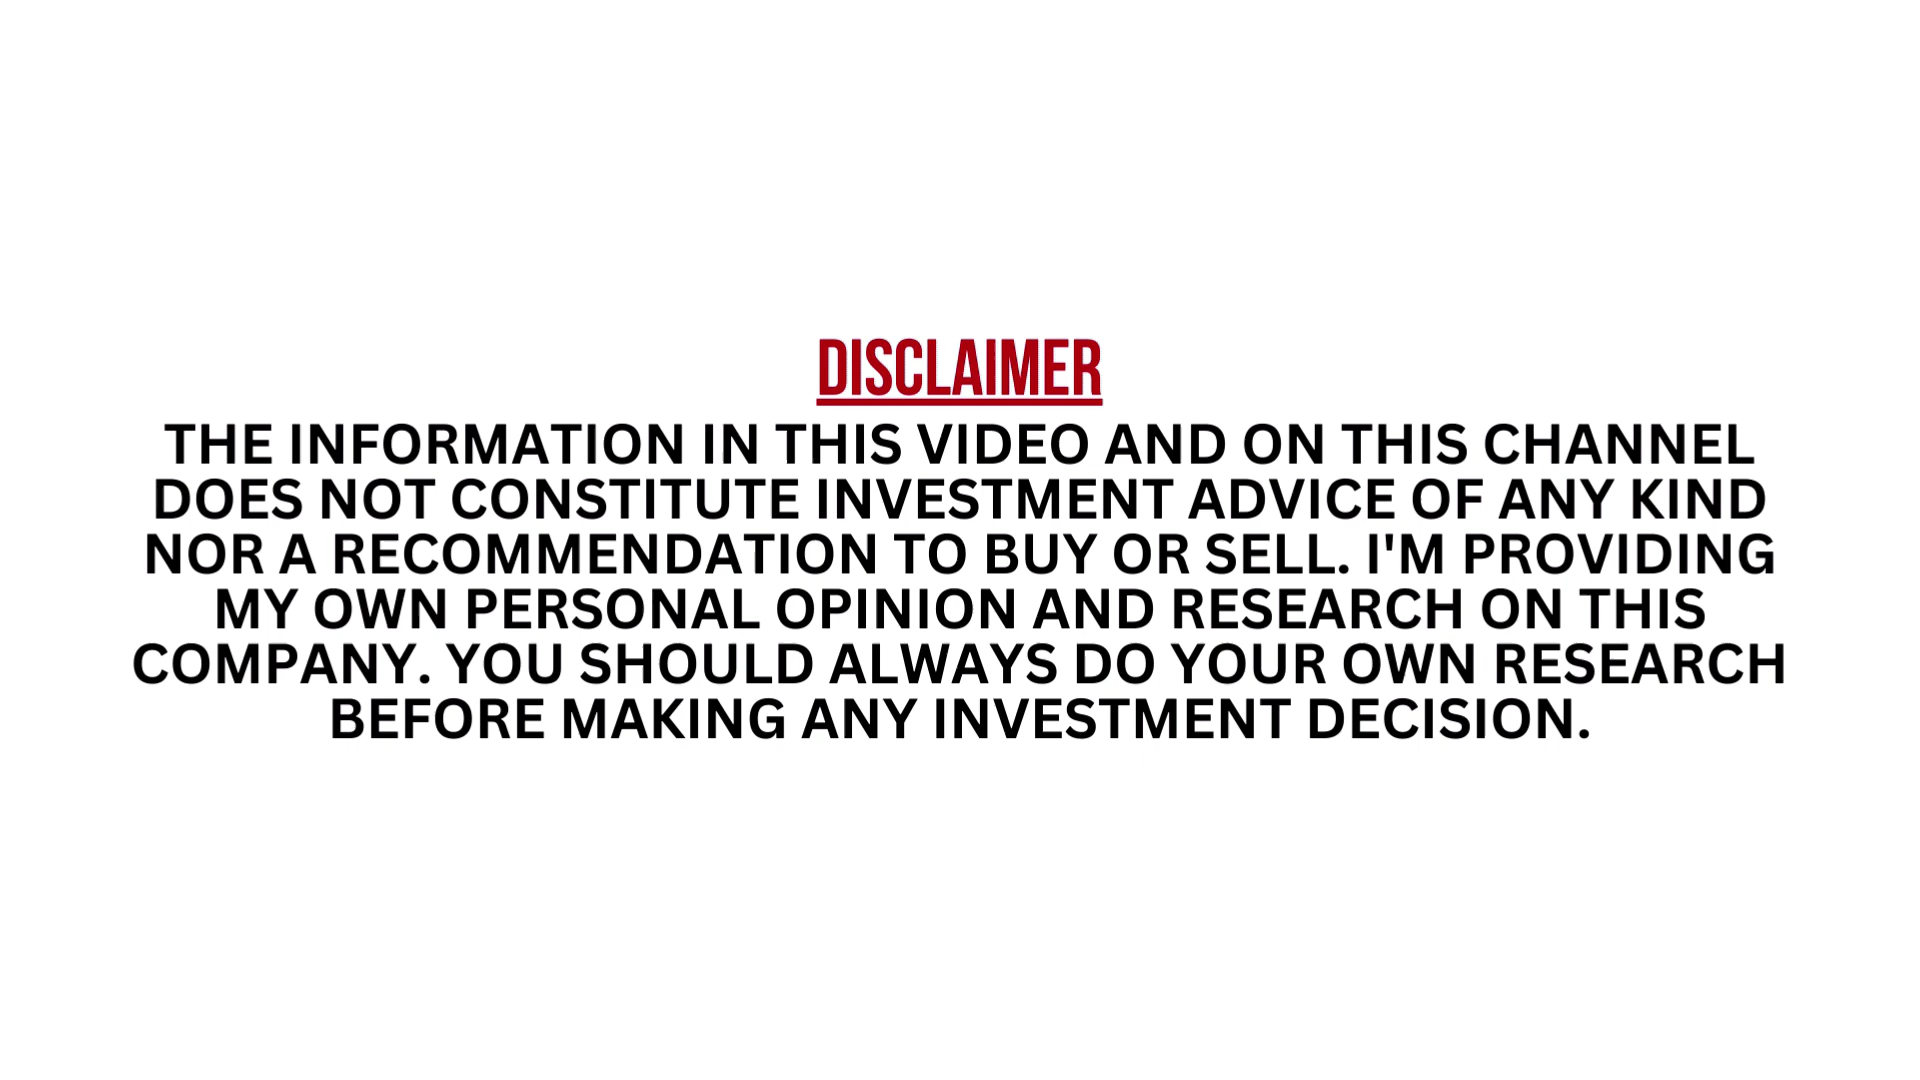 DISCLAIMER
THE INFORMATION IN THIS VIDEO AND ON THIS CHANNEL
DOES NOT CONSTITUTE INVESTMENT ADVICE OF ANY KIND
NOR A RECOMMENDATION TO BUY OR SELL. I'M PROVIDING
MY OWN PERSONAL OPINION AND RESEARCH ON THIS
COMPANY. YOU SHOULD ALWAYS DO YOUR OWN RESEARCH
BEFORE MAKING ANY INVESTMENT DECISION.